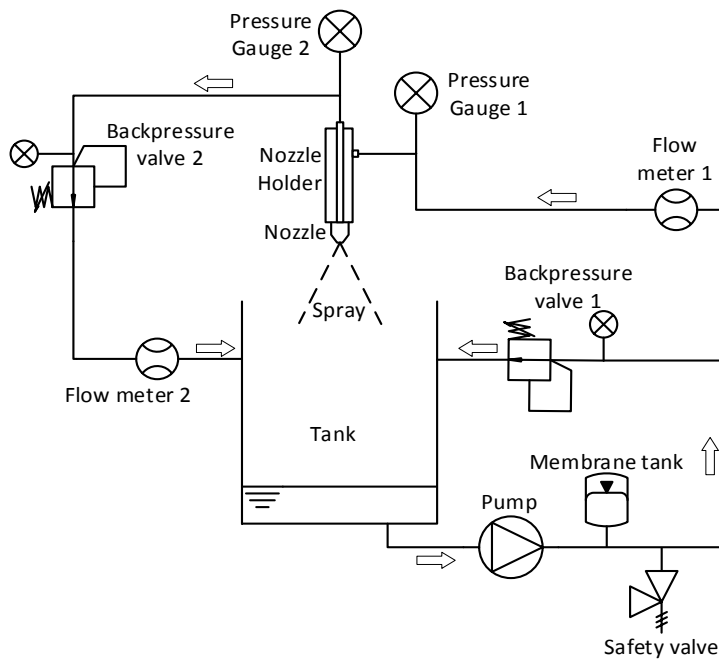 Pressure
Gauge 2
Pressure
Gauge 1
Backpressure
valve 2
Nozzle
Holder
Flow
meter 1
Nozzle
Backpressure
valve 1
Spray
Flow meter 2
Tank
Membrane tank
Pump
Safety valve